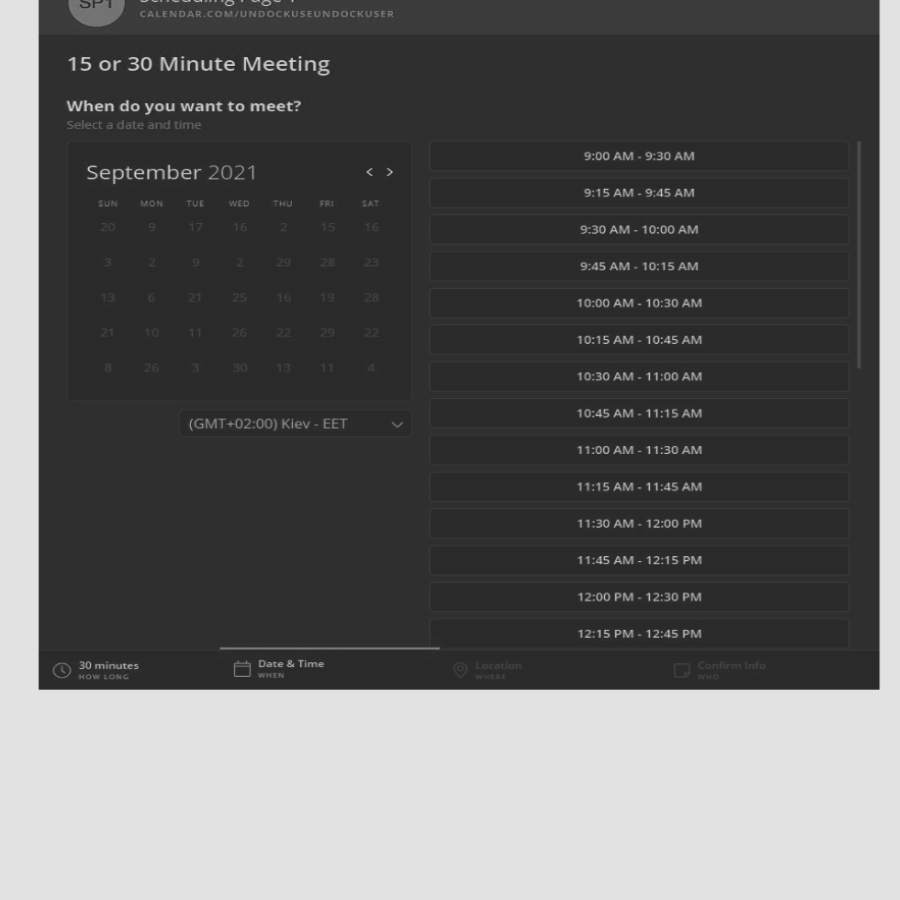 SP1
Scheduling Page 1
CALENDAR.COM/UNDOCKUSEUNDOCKUSER
15 or 30 Minute Meeting
When do you want to meet?
Select a date and time
September 2021 < >
SUN MON TUE WED THU FRI SAT
20 9 17 16 2 15 16
3 2 9 2 29 28 23
13 6 21 25 16 19 28
21 10 11 26 22 29 22
8 26 3 30 13 11 4
(GMT+02:00) Kiev - EET
9:00 AM - 9:30 AM
9:15 AM - 9:45 AM
9:30 AM - 10:00 AM
9:45 AM - 10:15 AM
10:00 AM - 10:30 AM
10:15 AM - 10:45 AM
10:30 AM - 11:00 AM
10:45 AM - 11:15 AM
11:00 AM - 11:30 AM
11:15 AM - 11:45 AM
11:30 AM - 12:00 PM
11:45 AM - 12:15 PM
12:00 PM - 12:30 PM
12:15 PM - 12:45 PM
30 minutes
HOW LONG
Date & Time
WHEN
Location
WHERE
Confirm Info
WHO